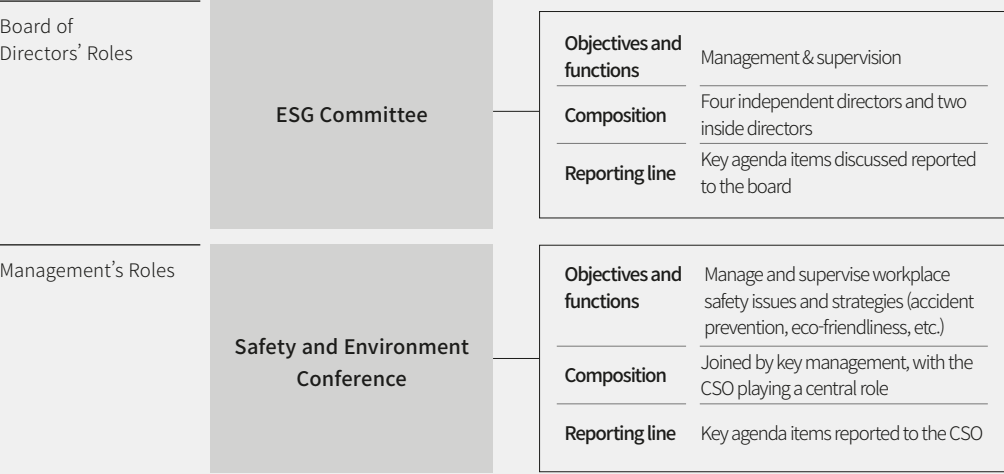 Board of
Directors’ Roles
ESG Committee
Objectives and
functions
Management & supervision
Composition
Four independent directors and two
inside directors
Reporting line
Key agenda items discussed reported
to the board
Management’s Roles
Safety and Environment
Conference
Objectives and
functions
Manage and supervise workplace
safety issues and strategies (accident
prevention, eco-friendliness, etc.)
Composition
Joined by key management, with the
CSO playing a central role
Reporting line
Key agenda items reported to the CSO